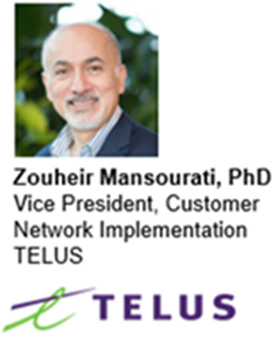 Zouheir Mansourati, PhD
Vice President, Customer
Network Implementation
TELUS
TELUS